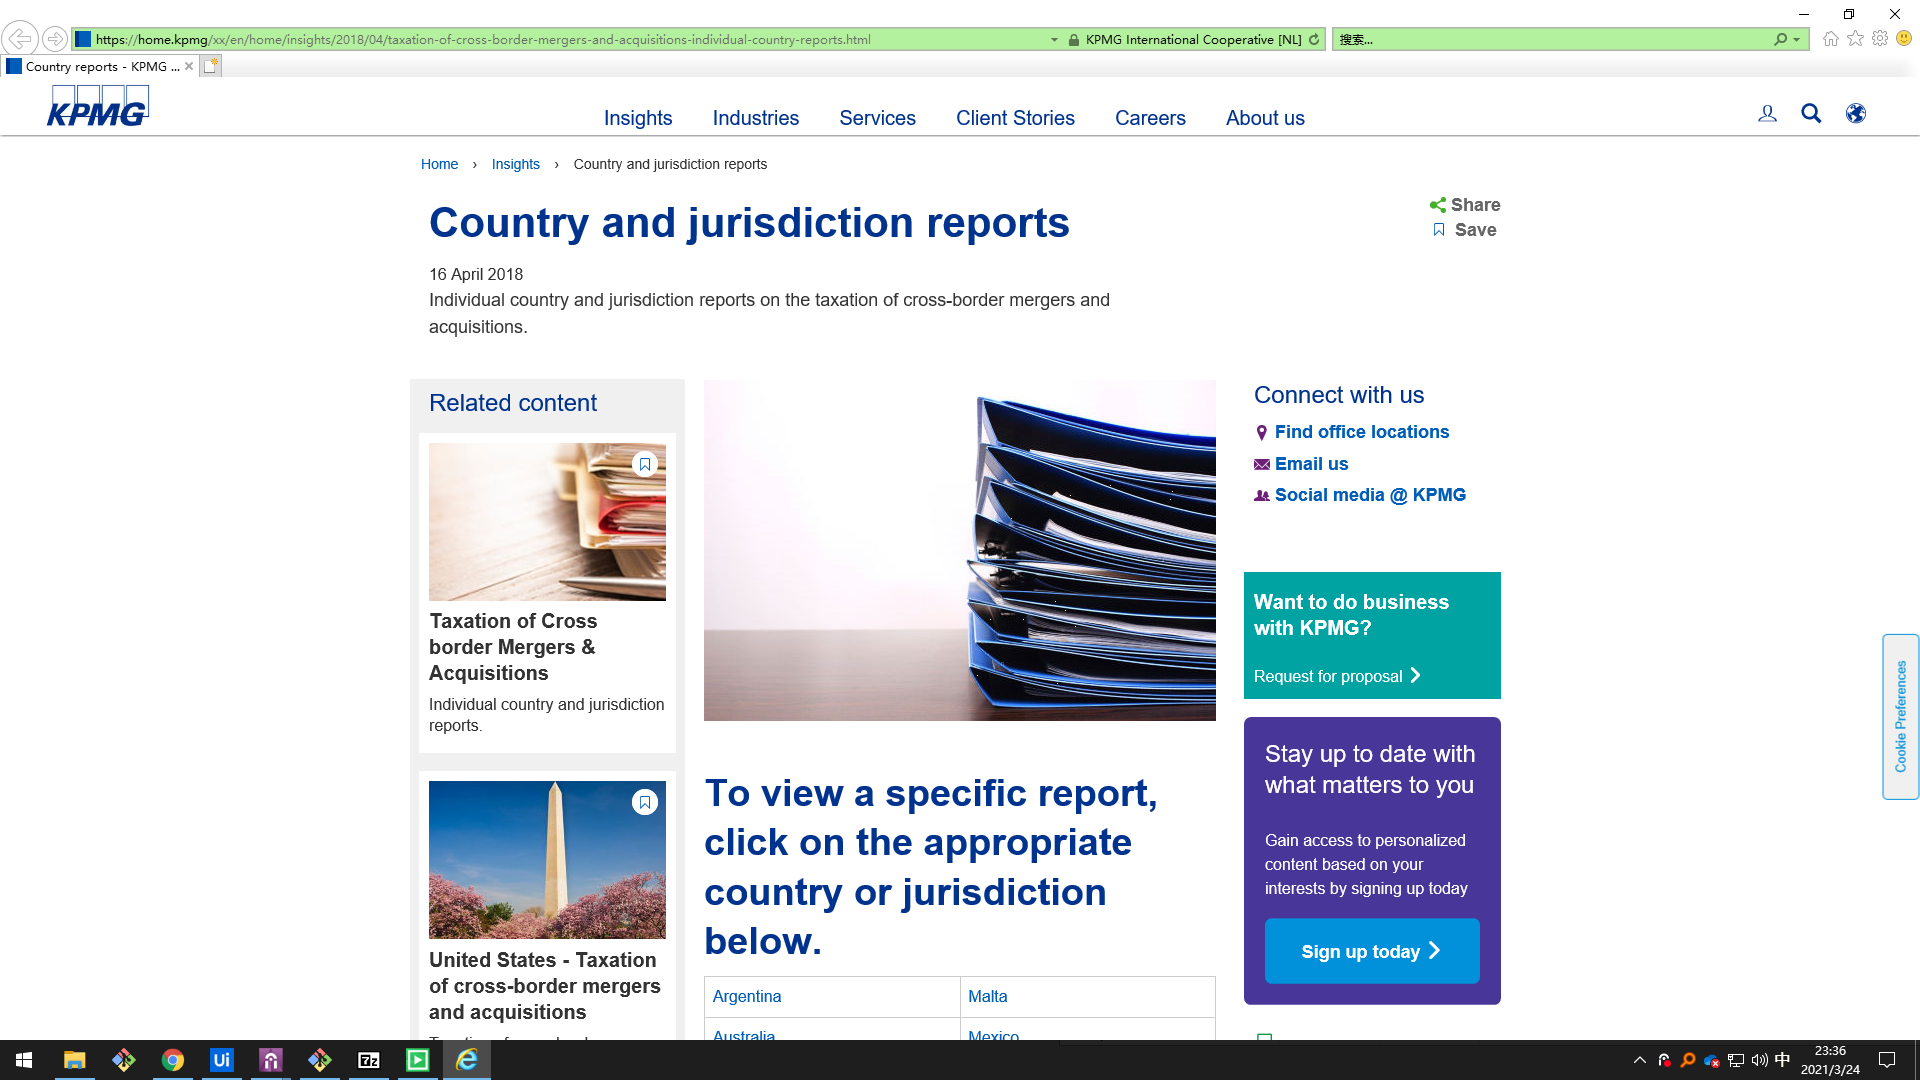 https://home.kpmg/xx/en/home/insights/2018/04/taxation-of-cross-border-mergers-and-acquisitions-individual-country-reports.html
KPMG International Cooperative [NL]
搜索...
Country reports - KPMG ...
KPMG
Insights
Industries
Services
Client Stories
Careers
About us
Home › Insights › Country and jurisdiction reports
Country and jurisdiction reports
Share
Save
16 April 2018
Individual country and jurisdiction reports on the taxation of cross-border mergers and
acquisitions.
Related content
Taxation of Cross
border Mergers &
Acquisitions
Individual country and jurisdiction
reports.
United States - Taxation
of cross-border mergers
and acquisitions
To view a specific report,
click on the appropriate
country or jurisdiction
below.
Argentina
Malta
Australia
Mexico
Connect with us
Find office locations
Email us
Social media @ KPMG
Want to do business
with KPMG?
Request for proposal
Stay up to date with
what matters to you
Gain access to personalized
content based on your
interests by signing up today
Sign up today
Cookie Preferences
Ui
7z
中
23:36
2021/3/24